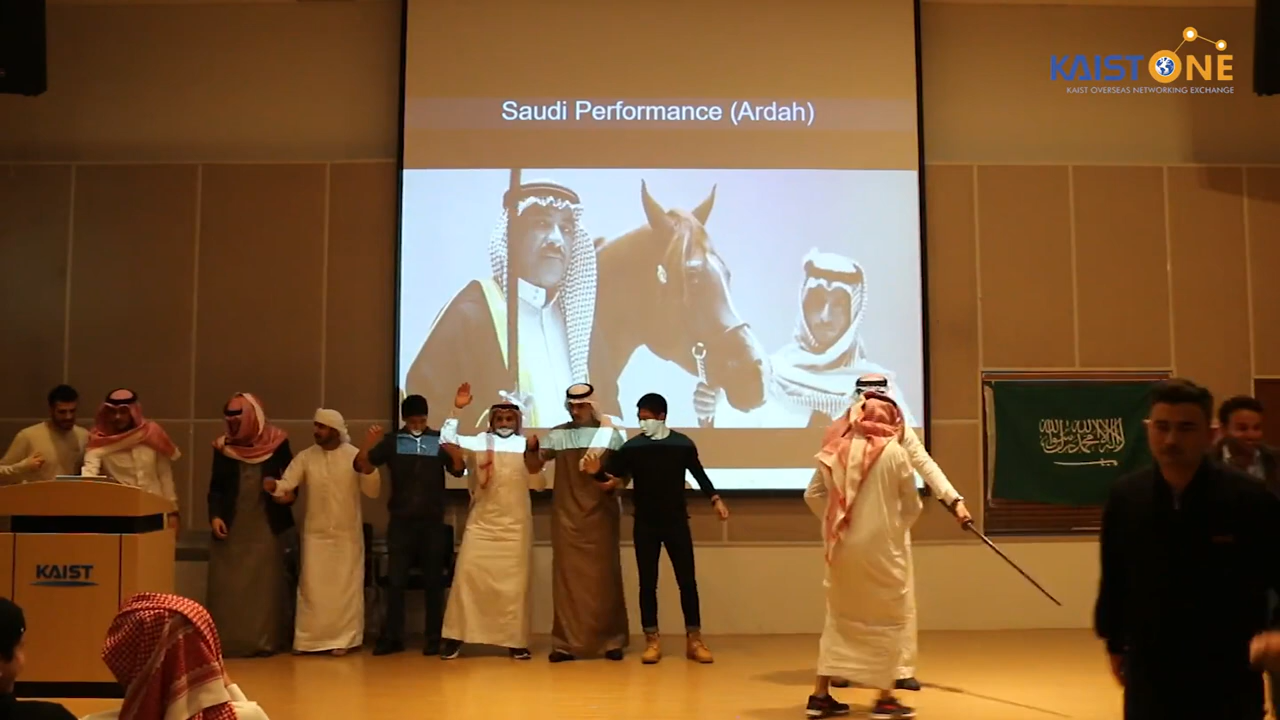 KAIST ONE
KAIST OVERSEAS NETWORKING EXCHANGE
Saudi Performance (Ardah)
لا إله إلا الله محمد رسول الله
KAIST